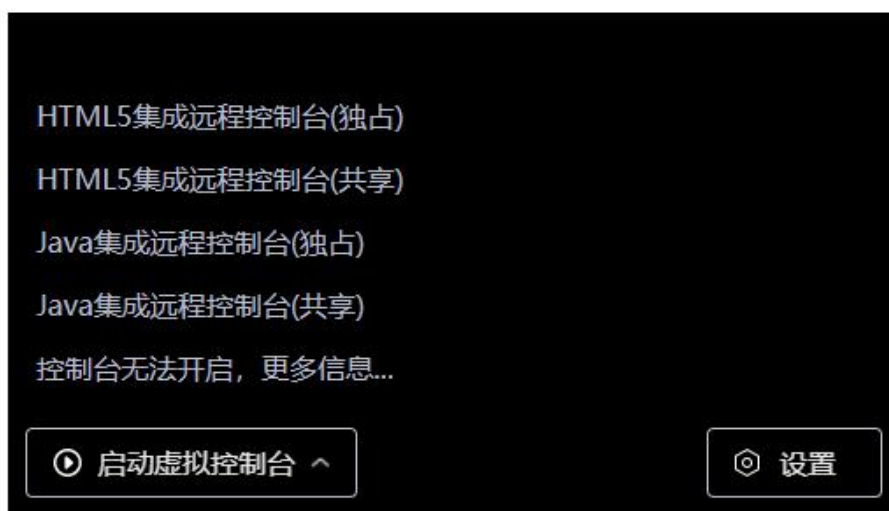 HTML5集成远程控制台(独占)
HTML5集成远程控制台(共享)
Java集成远程控制台(独占)
Java集成远程控制台(共享)
控制台无法开启，更多信息...
启动虚拟控制台
设置